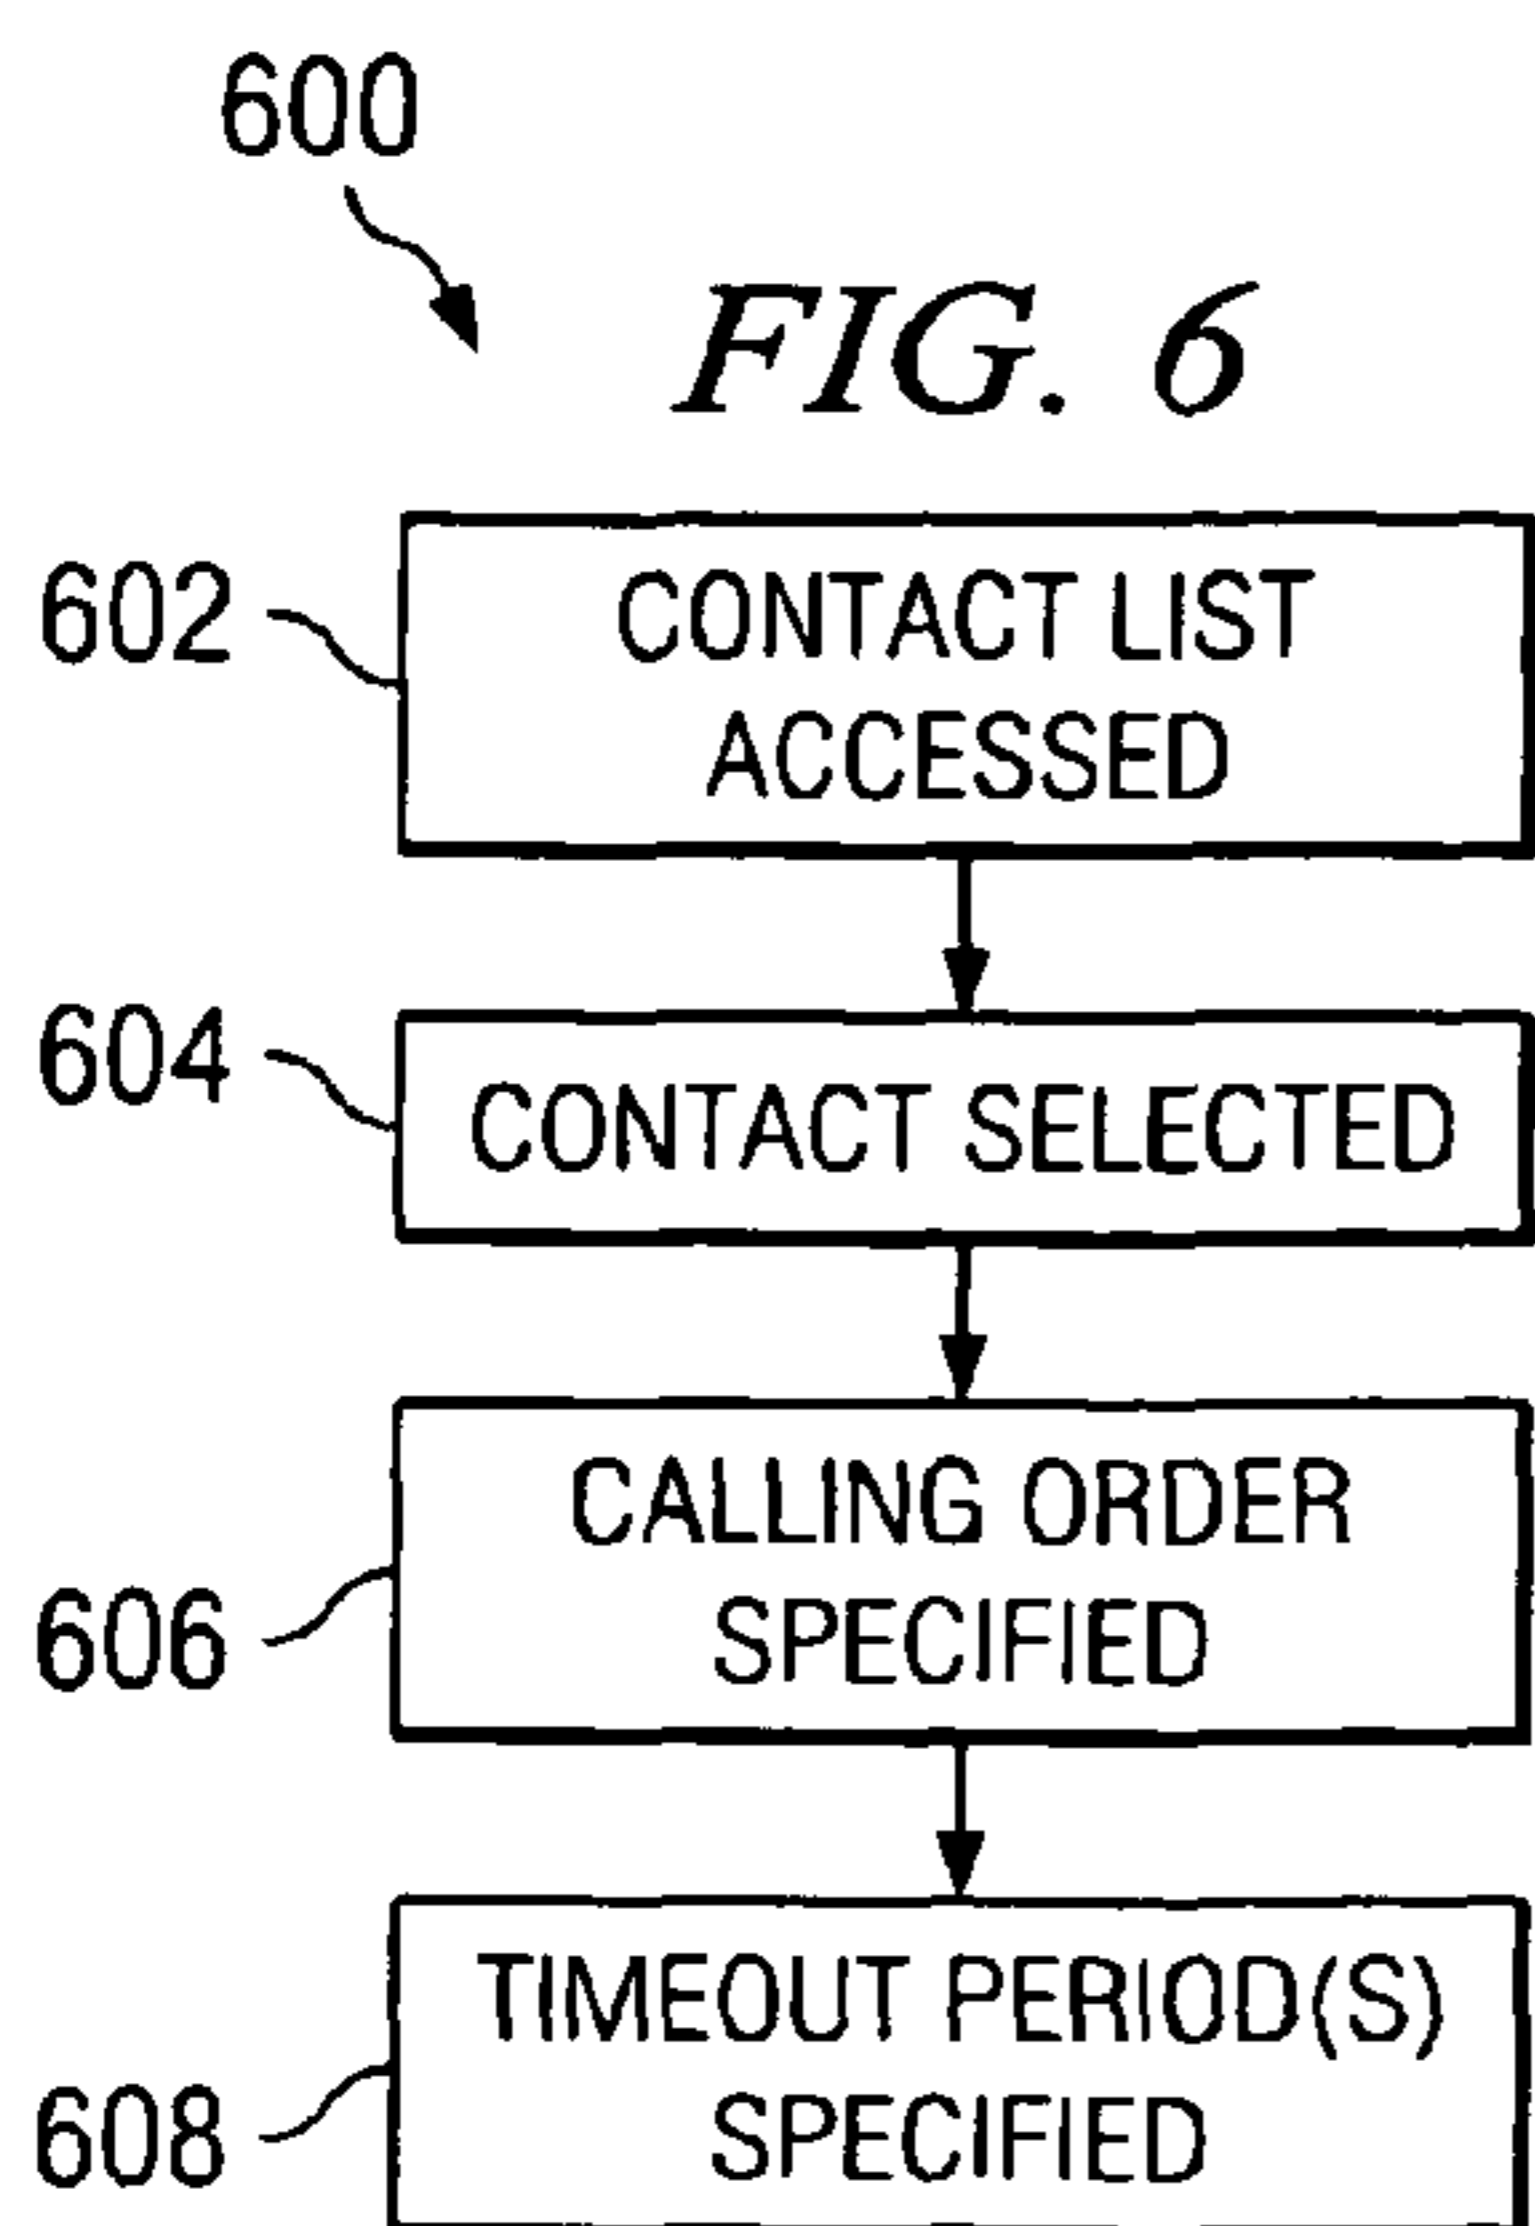 600
FIG. 6
602
CONTACT LIST
ACCESSED
604
CONTACT SELECTED
CALLING ORDER
606
SPECIFIED
TIMEOUT PERIOD(S)
608
SPECIFIED